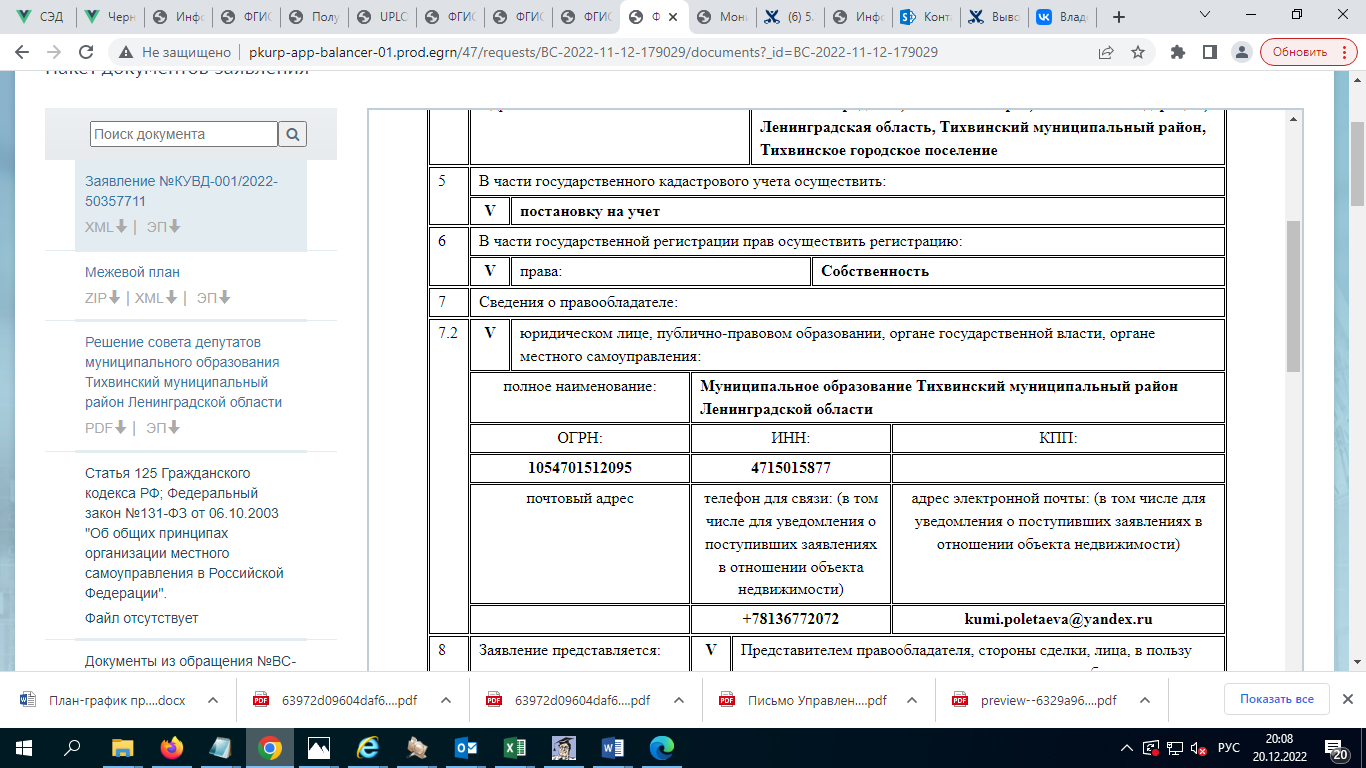 СЭД
Черн
Инфо
ФГИС
Полу
UPLC
ФГИС
ФГИС
ФГИС
Ф
Мони
(6) 5.
Инфо
Конта
Выво
Влади
Не защищено | pkurp-app-balancer-01.prod.egrn/47/requests/BC-2022-11-12-179029/documents?_id=BC-2022-11-12-179029
Обновить
Пакет документов заявления
Поиск документа
Заявление №КУВД-001/2022-
50357711
XML | ЭП
Межевой план
ZIP | XML | ЭП
Решение совета депутатов
муниципального образования
Тихвинский муниципальный
район Ленинградской области
PDF | ЭП
Статья 125 Гражданского
кодекса РФ; Федеральный
закон №131-ФЗ от 06.10.2003
"Об общих принципах
организации местного
самоуправления в Российской
Федерации".
Файл отсутствует
Документы из обращения №BC-
Ленинградская область, Тихвинский муниципальный район,
Тихвинское городское поселение
5 В части государственного кадастрового учета осуществить:
V постановку на учет
6 В части государственной регистрации прав осуществить регистрацию:
V права: Собственность
7 Сведения о правообладателе:
7.2 V юридическом лице, публично-правовом образовании, органе государственной власти, органе
местного самоуправления:
полное наименование: Муниципальное образование Тихвинский муниципальный район
Ленинградской области
ОГРН: ИНН: КПП:
1054701512095 4715015877
почтовый адрес телефон для связи: (в том адрес электронной почты: (в том числе для
числе для уведомления о уведомления о поступивших заявлениях в
поступивших заявлениях отношении объекта недвижимости)
в отношении объекта
недвижимости)
+78136772072 kumi.poletaeva@yandex.ru
8 Заявление представляется: V Представителем правообладателя, стороны сделки, лица, в пользу
План-график пр....docx
63972d09604daf6....pdf
63972d09604daf6....pdf
Письмо Управлен....pdf
preview--6329a96....pdf
Показать все
РУС
20:08
20.12.2022
20